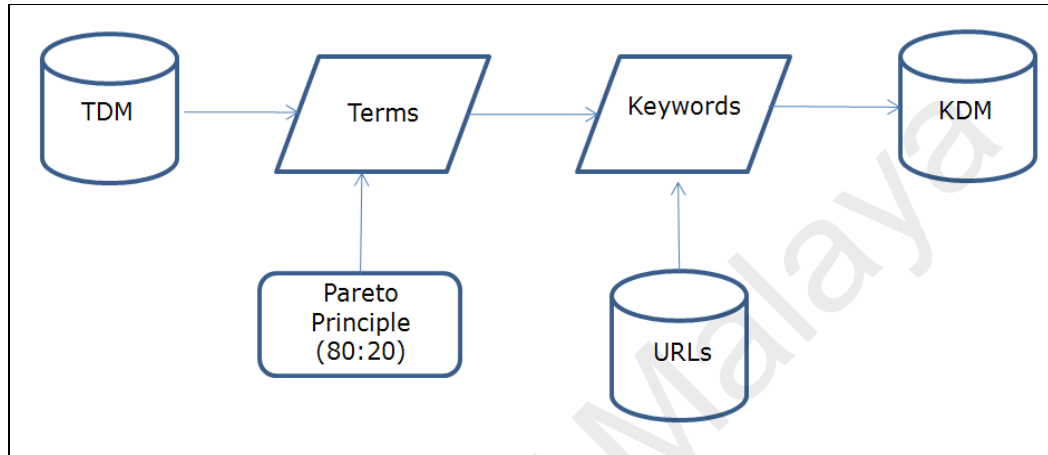 TDM
Terms
Keywords
KDM
Pareto
Principle
(80:20)
URLs
Malaya